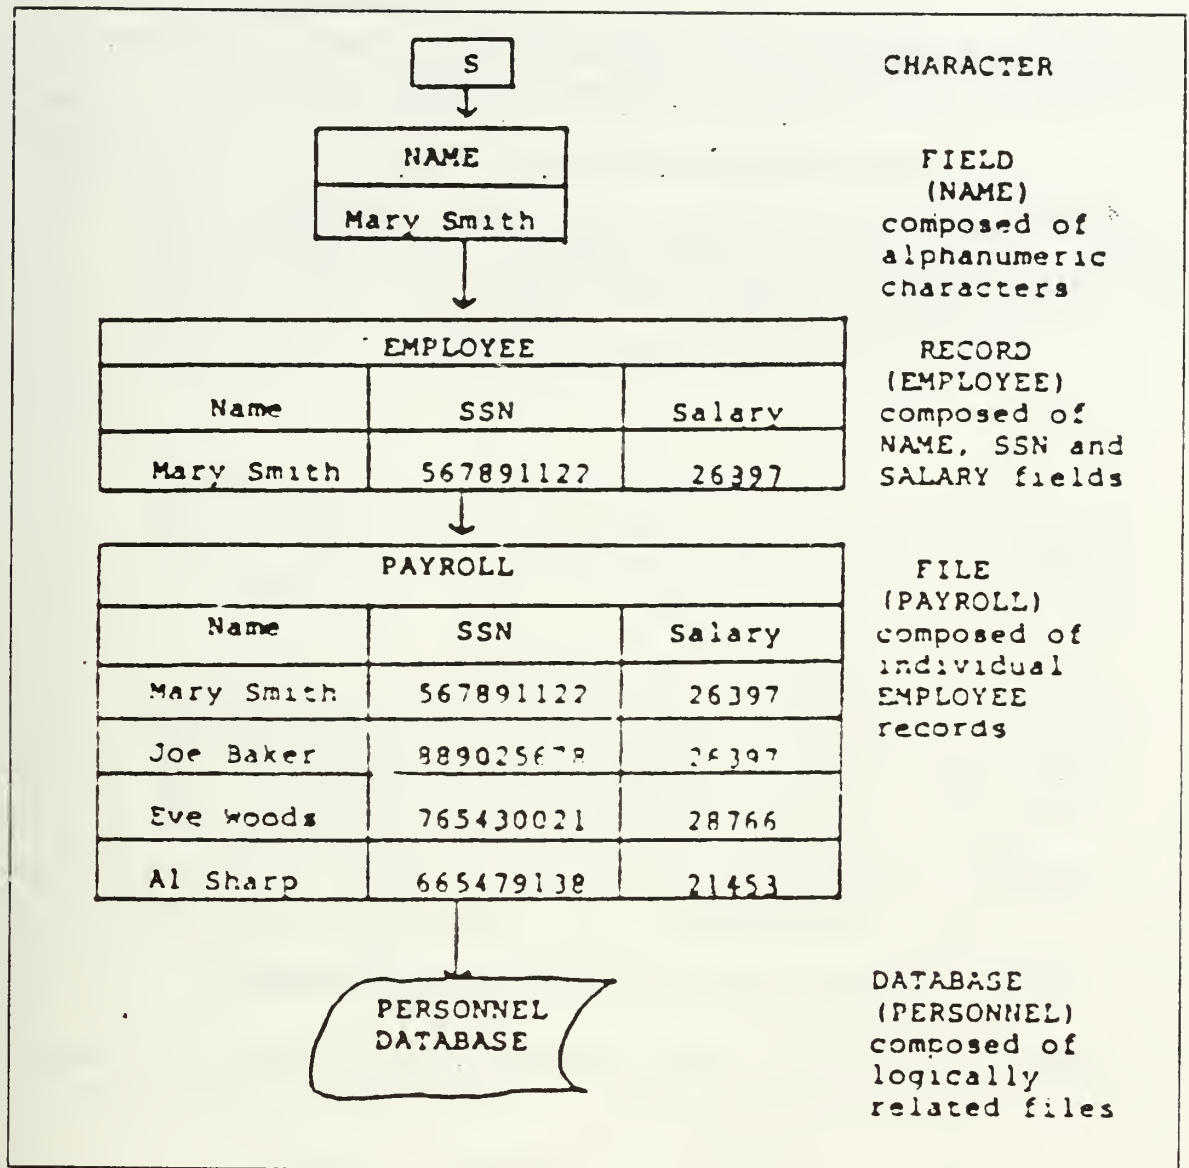 S
CHARACTER
NAME
Mary Smith
FIELD
(NAME)
composed of
alphanumeric
characters
EMPLOYEE
Name SSN Salary
Mary Smith 567891122 26397
RECORD
(EMPLOYEE)
composed of
NAME, SSN and
SALARY fields
PAYROLL
Name SSN Salary
Mary Smith 567891122 26397
Joe Baker
Eve Woods 765430021 28766
Al Sharp 665479138 21453
FILE
(PAYROLL)
composed of
individual
EMPLOYEE
records
PERSONNEL
DATABASE
DATABASE
(PERSONNEL)
composed of
logically
related files